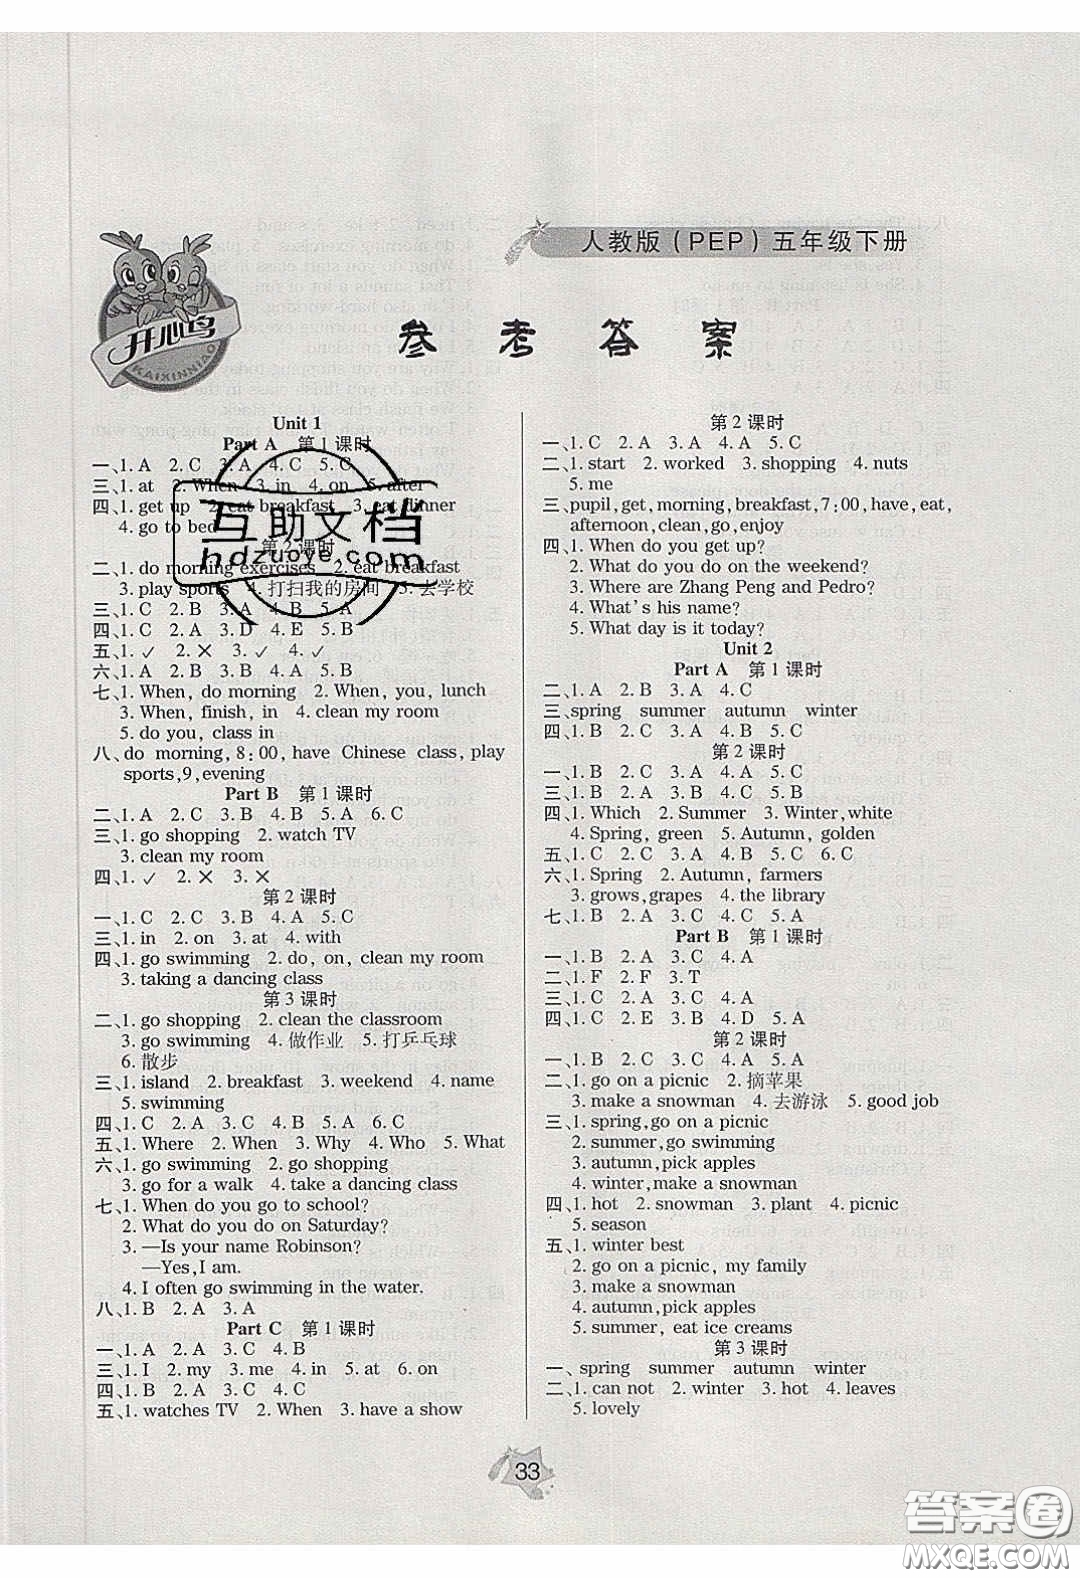 人教版（PEP）五年级下册
开心鸟
KAIXINNIAO
参考答案
Unit 1
Part A 第1课时
一、1. A 2. C 3. A 4. C 5. C
三、1. at 2. When 3. in 4. on 5. after
四、1. get up 2. eat breakfast 3. eat dinner
4. go to bed
第2课时
二、1. do morning exercises 2. eat breakfast
3. play sports 4. 打扫我的房间 5. 去学校
三、1. C 2. B 3. A 4. B 5. A
四、1. C 2. A 3. D 4. E 5. B
五、1. ✓ 2. ✗ 3. ✓ 4. ✓
六、1. A 2. B 3. B 4. A 5. B
七、1. When, do morning 2. When, you, lunch
3. When, finish, in 4. clean my room
5. do you, class in
八、do morning, 8:00, have Chinese class, play
sports, 9, evening
Part B 第1课时
二、1. A 2. C 3. B 4. B 5. A 6. C
三、1. go shopping 2. watch TV
3. clean my room
四、1. ✓ 2. ✗ 3. ✗
第2课时
一、1. C 2. C 3. B 4. A 5. C
三、1. in 2. on 3. at 4. with
四、1. go swimming 2. do, on, clean my room
3. taking a dancing class
第3课时
二、1. go shopping 2. clean the classroom
3. go swimming 4. 做作业 5. 打乒乓球
6. 散步
三、1. island 2. breakfast 3. weekend 4. name
5. swimming
四、1. C 2. A 3. C 4. B 5. A 6. C
五、1. Where 2. When 3. Why 4. Who 5. What
六、1. go swimming 2. go shopping
3. go for a walk 4. take a dancing class
七、1. When do you go to school?
2. What do you do on Saturday?
3. —Is your name Robinson?
—Yes, I am.
4. I often go swimming in the water.
八、1. B 2. A 3. A
Part C 第1课时
一、1. A 2. A 3. C 4. B
三、1. I 2. my 3. me 4. in 5. at 6. on
四、1. B 2. A 3. C 4. C
五、1. watches TV 2. When 3. have a show
第2课时
一、1. C 2. A 3. A 4. A 5. C
二、1. start 2. worked 3. shopping 4. nuts
5. me
三、pupil, get, morning, breakfast, 7:00, have, eat,
afternoon, clean, go, enjoy
四、1. When do you get up?
2. What do you do on the weekend?
3. Where are Zhang Peng and Pedro?
4. What's his name?
5. What day is it today?
Unit 2
Part A 第1课时
二、1. A 2. B 3. A 4. C
三、spring summer autumn winter
四、1. B 2. B 3. A 4. B 5. C
第2课时
一、1. B 2. C 3. A 4. B 5. A
三、1. B 2. B 3. C 4. A 5. C
四、1. Which 2. Summer 3. Winter, white
4. Spring, green 5. Autumn, golden
五、1. C 2. C 3. A 4. A 5. C 6. C
六、1. Spring 2. Autumn, farmers
3. grows, grapes 4. the library
七、1. B 2. A 3. C 4. C 5. A
Part B 第1课时
一、1. B 2. A 3. C 4. A
二、1. F 2. F 3. T
三、1. C 2. C 3. C 4. A
四、1. C 2. E 3. B 4. D 5. A
第2课时
一、1. B 2. C 3. C 4. A 5. A
二、1. go on a picnic 2. 摘苹果
3. make a snowman 4. 去游泳 5. good job
三、1. spring, go on a picnic
2. summer, go swimming
3. autumn, pick apples
4. winter, make a snowman
四、1. hot 2. snowman 3. plant 4. picnic
5. season
五、1. winter best
2. go on a picnic, my family
3. make a snowman
4. autumn, pick apples
5. summer, eat ice creams
第3课时
一、spring summer autumn winter
二、1. can not 2. winter 3. hot 4. leaves
5. lovely
33
互助文档
hdzuoye.com
答案圈
MXQE.COM